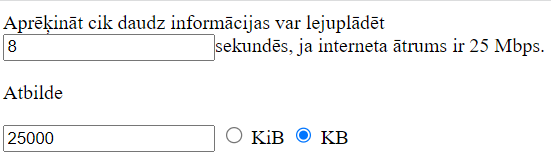 Aprēķināt cik daudz informācijas var lejuplādēt
8 sekundēs, ja interneta ātrums ir 25 Mbps.
Atbilde
25000 KiB KB